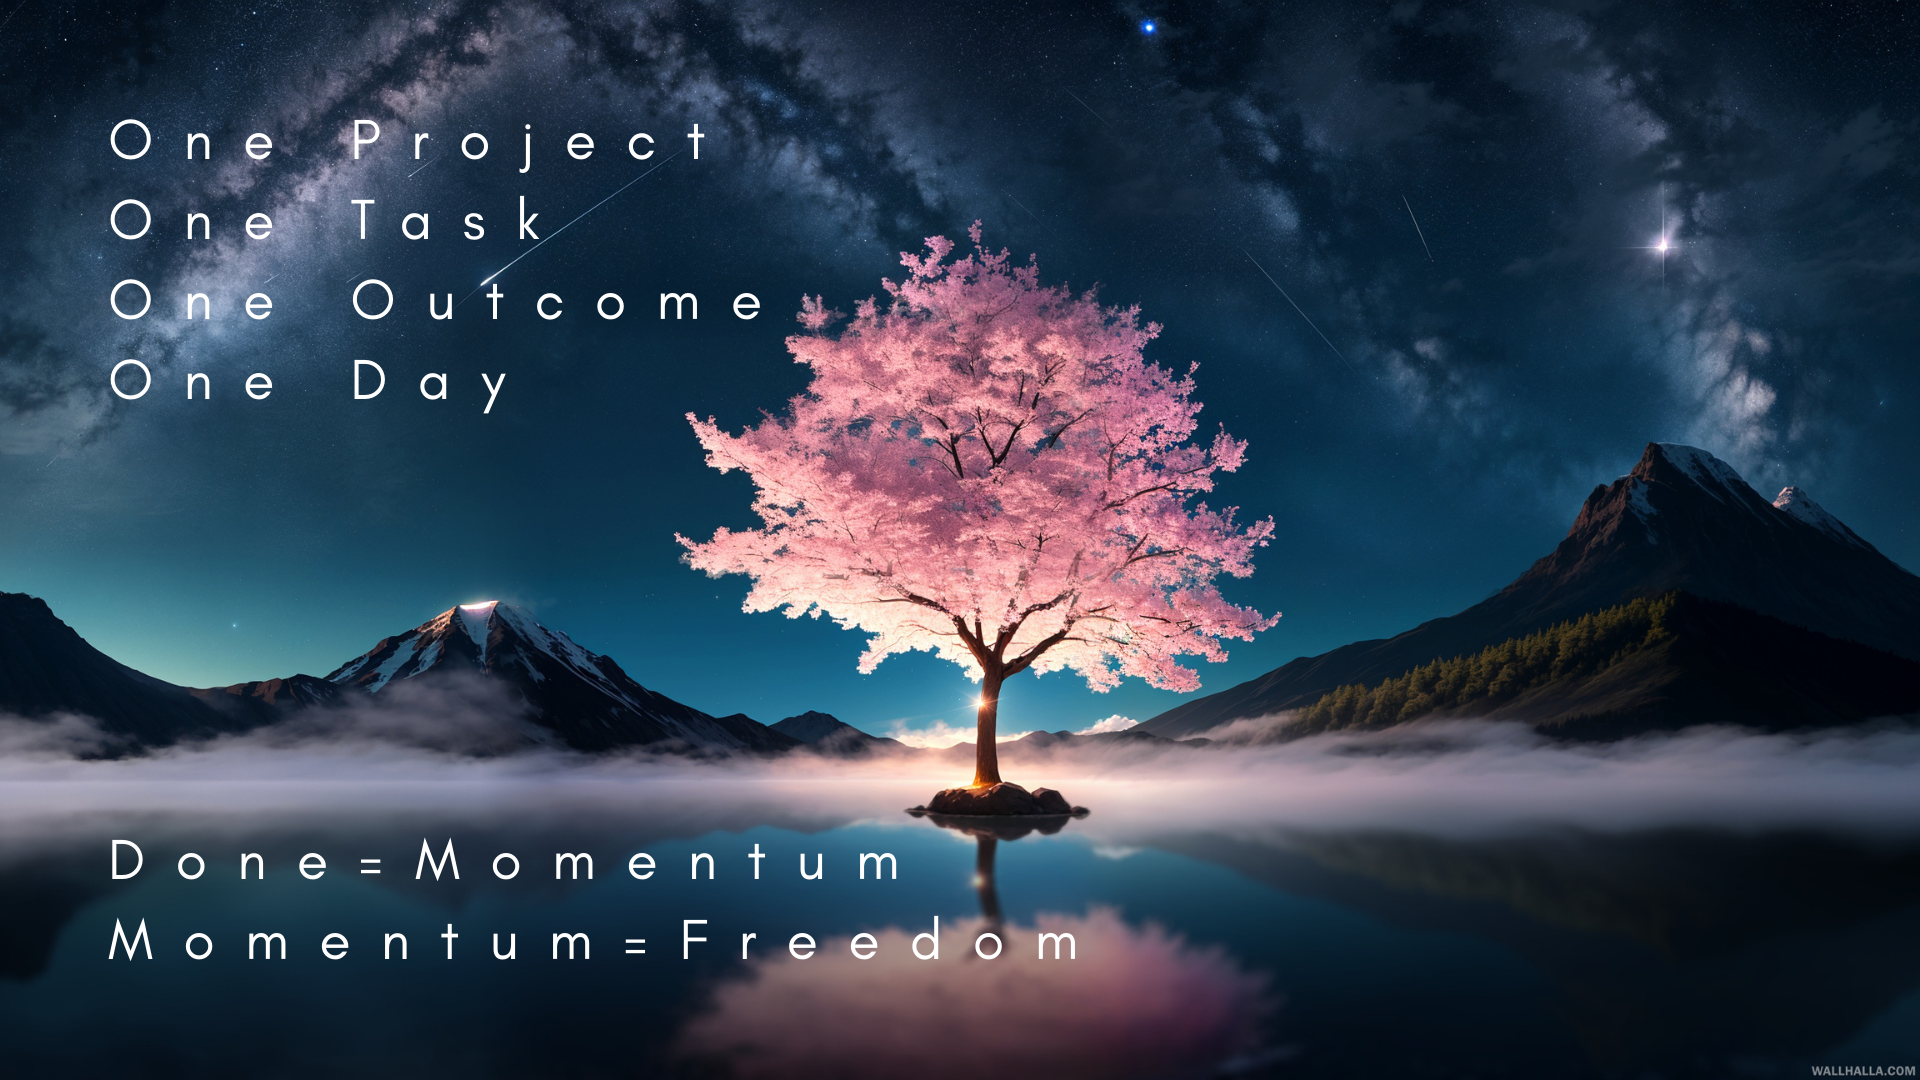 One Project
One Task
One Outcome
One Day
Done=Momentum
Momentum=Freedom
WALLHALLA.COM